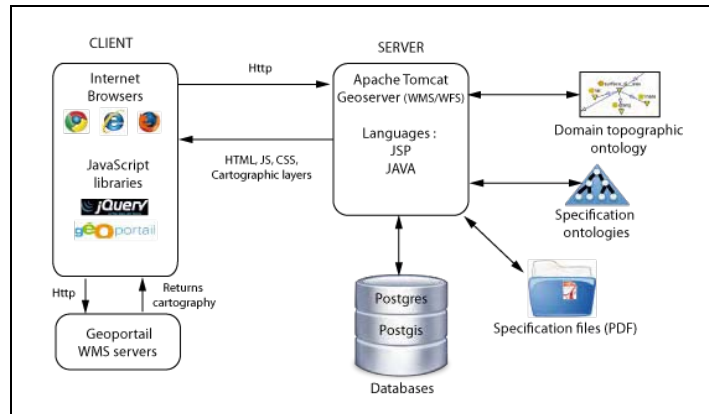 CLIENT
Internet
Browsers
JavaScript
libraries
jQuery
géoportail
Http
HTML, JS, CSS,
Cartographic layers
SERVER
Apache Tomcat
Geoserver (WMS/WFS)
Languages :
JSP
JAVA
Domain topographic
ontology
Specification
ontologies
Specification files (PDF)
Http
Returns
cartography
Geoportail
WMS servers
Postgres
Postgis
Databases